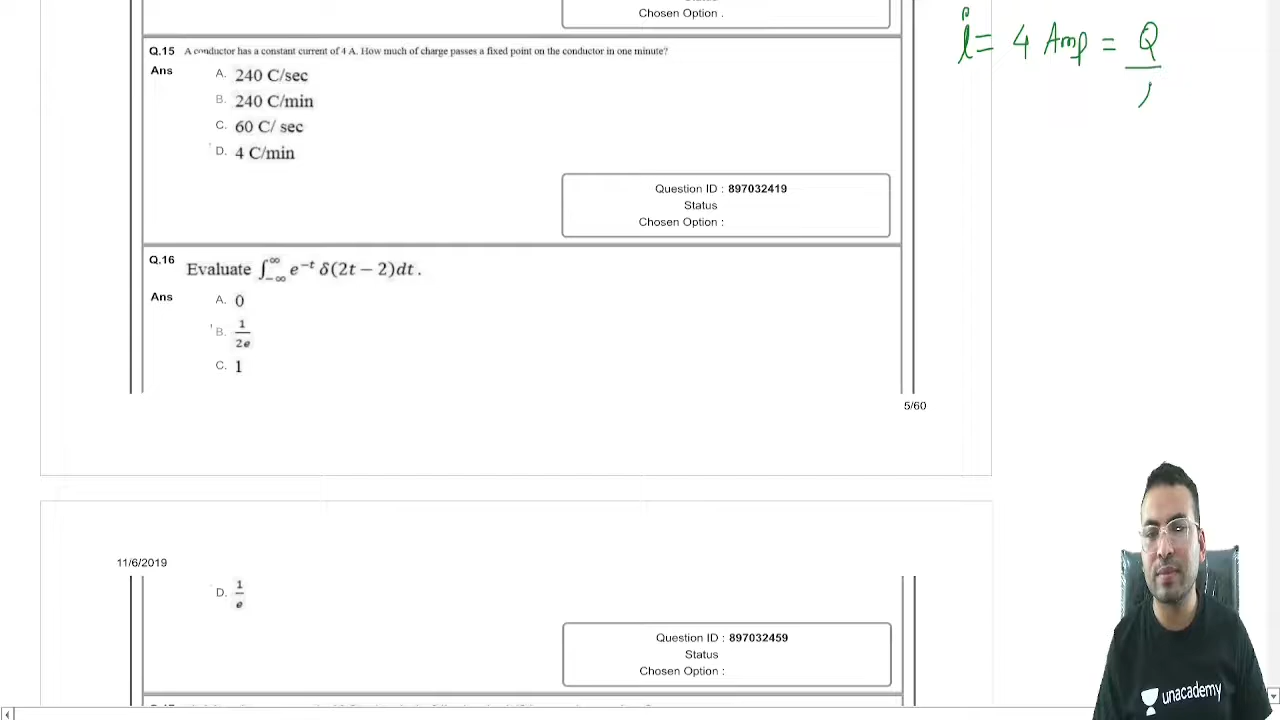 Chosen Option .
i = 4 Amp = Q
Q.15 A conductor has a constant current of 4 A. How much of charge passes a fixed point on the conductor in one minute?
Ans
A. 240 C/sec
B. 240 C/min
C. 60 C/ sec
D. 4 C/min
Question ID : 897032419
Status
Chosen Option :
Q.16 Evaluate ∫_{-∞}^{∞} e^{-t} δ(2t − 2)dt .
Ans
A. 0
B. 1/2e
C. 1
5/60
11/6/2019
D. 1/e
Question ID : 897032459
Status
Chosen Option :
unacademy